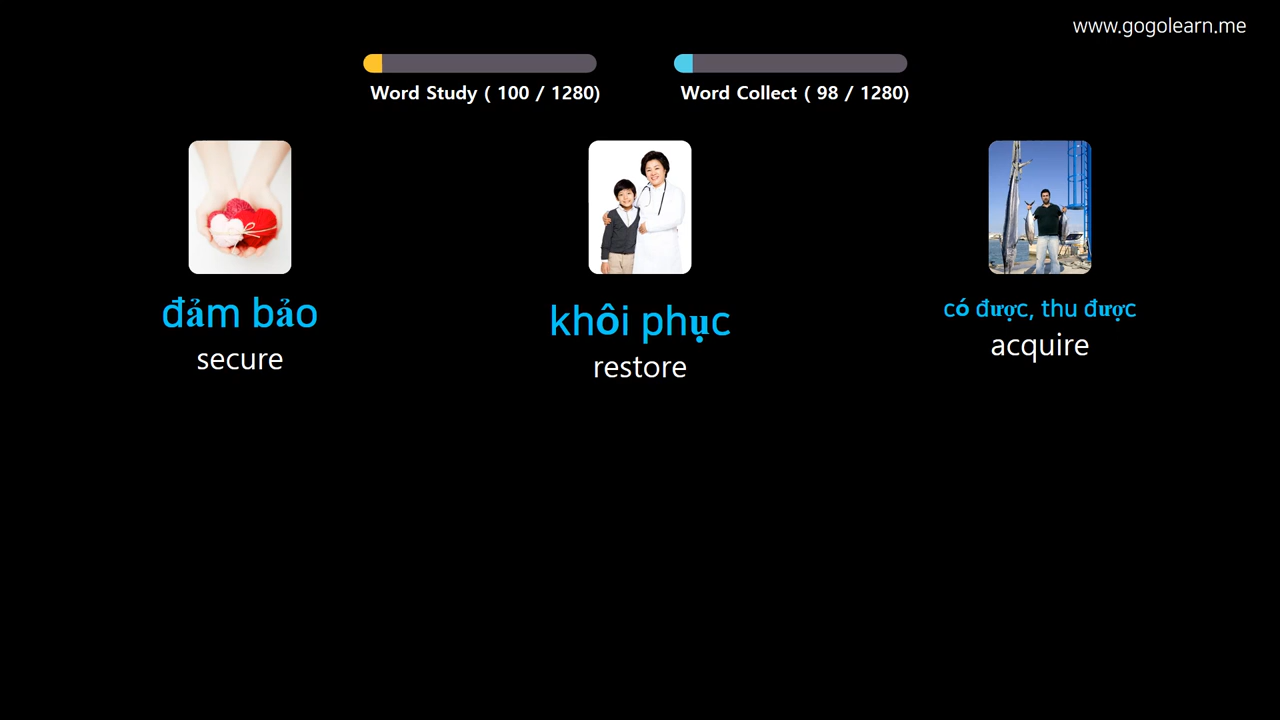 www.gogolearn.me
Word Study ( 100 / 1280)
Word Collect ( 98 / 1280)
đảm bảo
secure
khôi phục
restore
có được, thu được
acquire